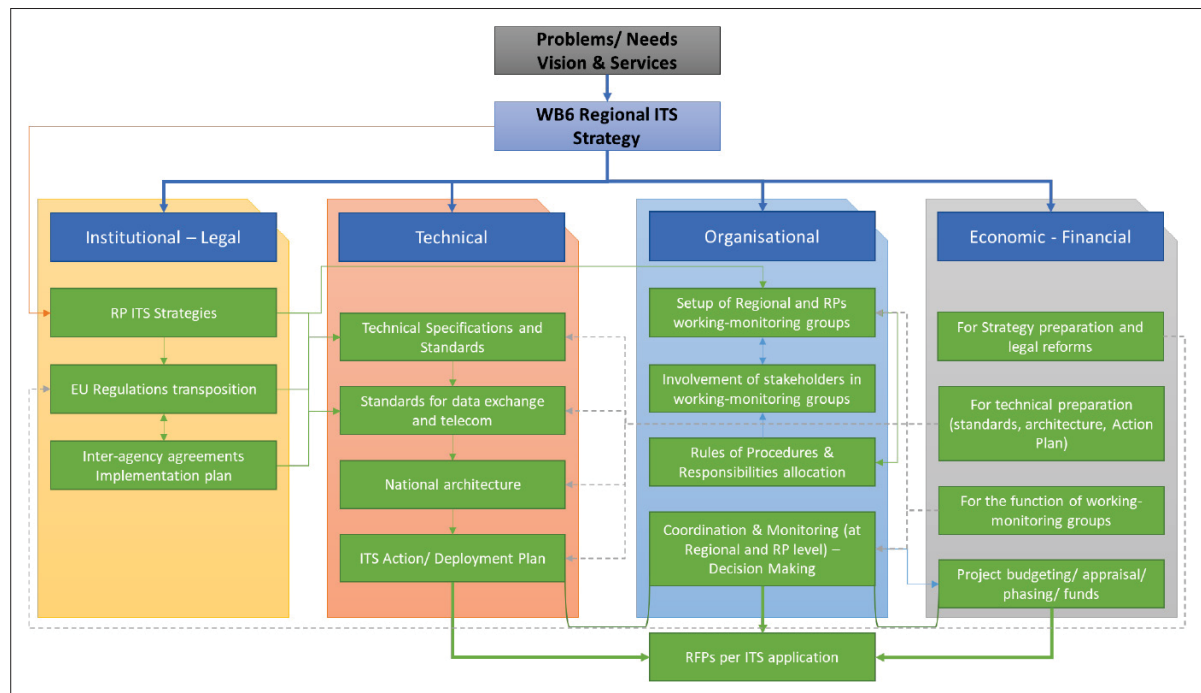 Problems/ Needs
Vision & Services
WB6 Regional ITS
Strategy
Institutional – Legal
RP ITS Strategies
EU Regulations transposition
Inter-agency agreements
Implementation plan
Technical
Technical Specifications and
Standards
Standards for data exchange
and telecom
National architecture
ITS Action/ Deployment Plan
Organisational
Setup of Regional and RPs
working-monitoring groups
Involvement of stakeholders in
working-monitoring groups
Rules of Procedures &
Responsibilities allocation
Coordination & Monitoring (at
Regional and RP level) –
Decision Making
Economic - Financial
For Strategy preparation and
legal reforms
For technical preparation
(standards, architecture, Action
Plan)
For the function of working-
monitoring groups
Project budgeting/ appraisal/
phasing/ funds
RFPs per ITS application